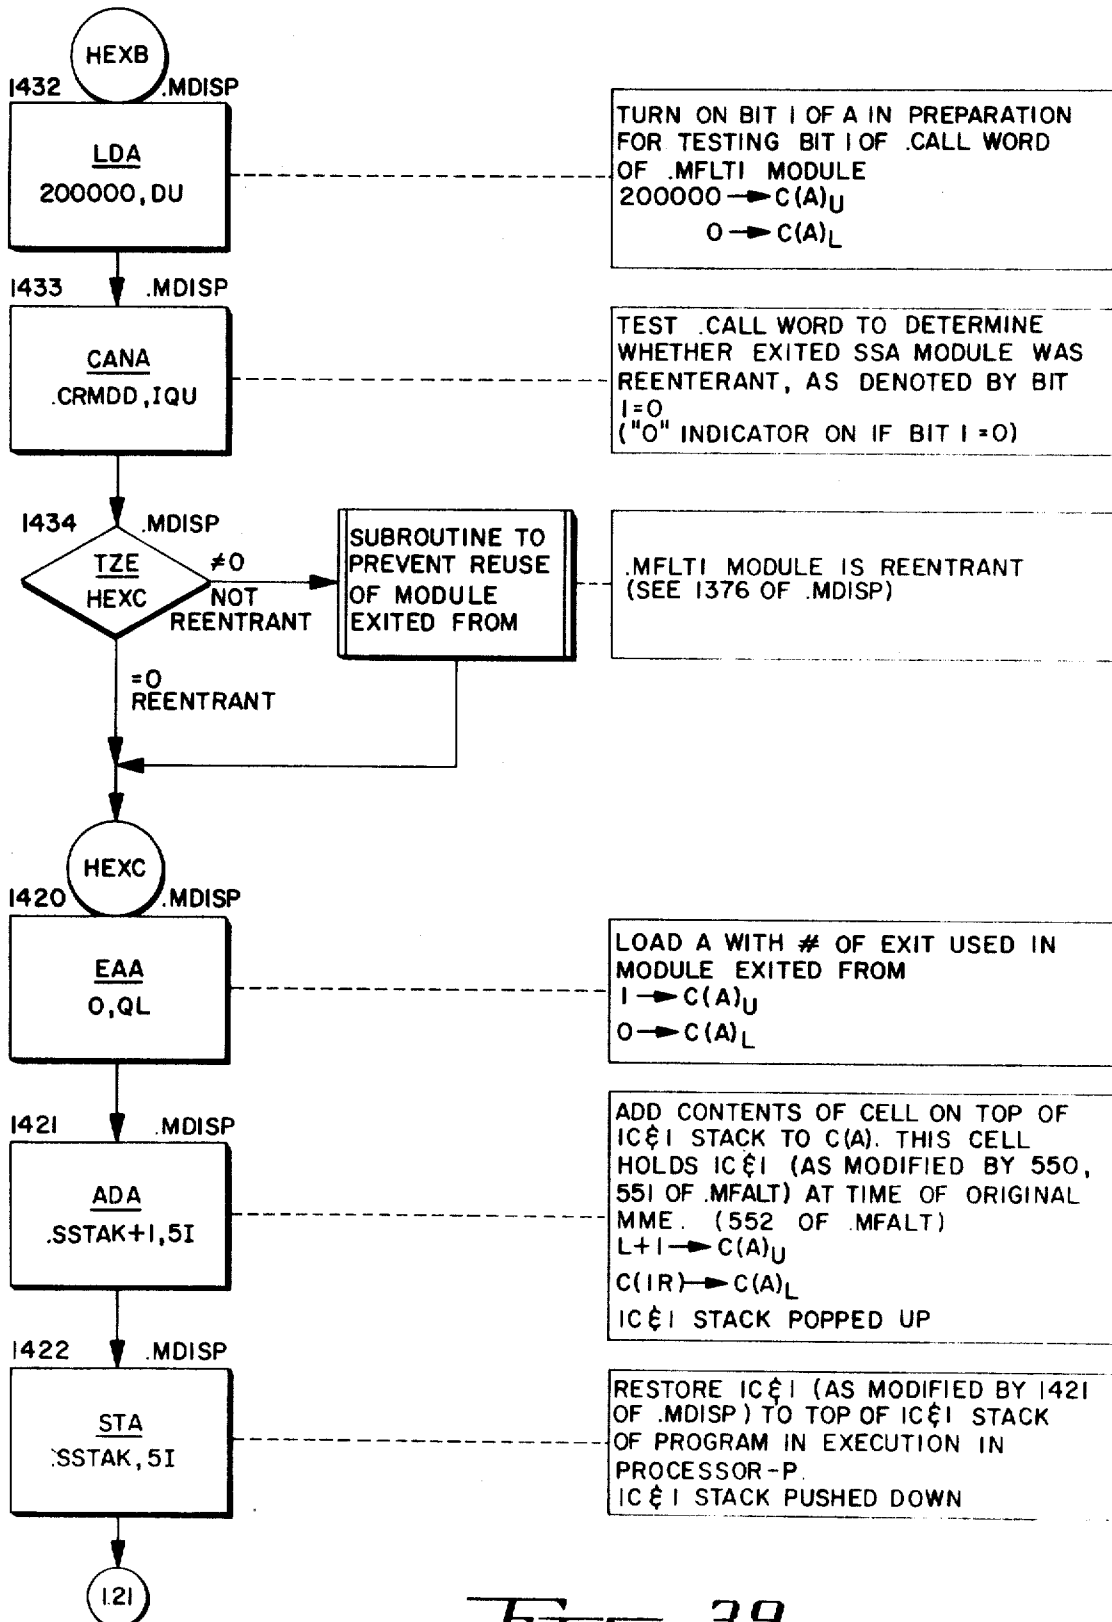 HEXB
1432 .MDISP
LDA
200000, DU
TURN ON BIT 1 OF A IN PREPARATION
FOR TESTING BIT 1 OF .CALL WORD
OF .MFLT1 MODULE
200000 → C(A)U
0 → C(A)L
1433 .MDISP
CANA
.CRMDD, IQU
TEST .CALL WORD TO DETERMINE
WHETHER EXITED SSA MODULE WAS
REENTERANT, AS DENOTED BY BIT
1=0
("0" INDICATOR ON IF BIT 1 =0)
1434 .MDISP
TZE
HEXC
≠0
NOT
REENTRANT
=0
REENTRANT
SUBROUTINE TO
PREVENT REUSE
OF MODULE
EXITED FROM
.MFLT1 MODULE IS REENTRANT
(SEE 1376 OF .MDISP)
HEXC
1420 .MDISP
EAA
0, QL
LOAD A WITH # OF EXIT USED IN
MODULE EXITED FROM
1 → C(A)U
0 → C(A)L
1421 .MDISP
ADA
.SSTAK+1, 5I
ADD CONTENTS OF CELL ON TOP OF
IC&I STACK TO C(A). THIS CELL
HOLDS IC&I (AS MODIFIED BY 550,
551 OF .MFALT) AT TIME OF ORIGINAL
MME. (552 OF .MFALT)
L+1 → C(A)U
C(IR) → C(A)L
IC&I STACK POPPED UP
1422 .MDISP
STA
.SSTAK, 5I
RESTORE IC&I (AS MODIFIED BY 1421
OF .MDISP) TO TOP OF IC&I STACK
OF PROGRAM IN EXECUTION IN
PROCESSOR-P.
IC&I STACK PUSHED DOWN
1.21